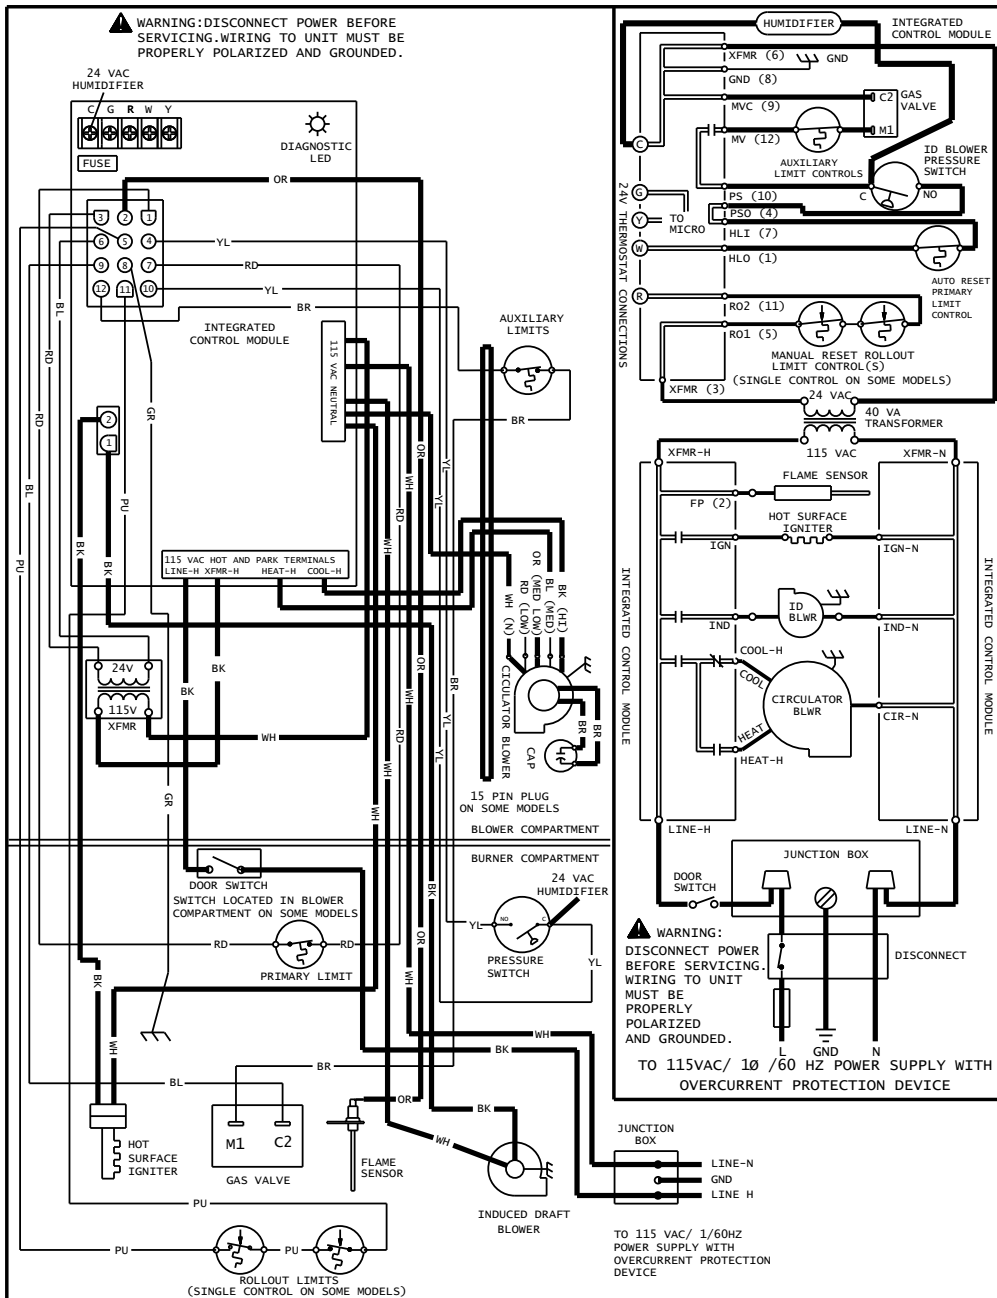 WARNING:DISCONNECT POWER BEFORE
SERVICING.WIRING TO UNIT MUST BE
PROPERLY POLARIZED AND GROUNDED.
24 VAC
HUMIDIFIER
C G R W Y
FUSE
DIAGNOSTIC
LED
OR
3 2 1
6 5 4
9 8 7
12 11 10
YL
RD
YL
BR
BL
RD
RD
GR
INTEGRATED
CONTROL MODULE
115 VAC NEUTRAL
AUXILIARY
LIMITS
BR
2
1
BL
PU
BK
PU
OR
WH
YL
YL
RD
WH
115 VAC HOT AND PARK TERMINALS
LINE-H XFMR-H HEAT-H COOL-H
BK (HI)
BL (MED)
OR (MED LOW)
RD (LOW)
WH (N)
CICULATOR BLOWER
CAP
BR
BR
24V
115V
XFMR
BK
BK
WH
OR
BR
YL
YL
RD
WH
WH
GR
15 PIN PLUG
ON SOME MODELS
BLOWER COMPARTMENT
BURNER COMPARTMENT
DOOR SWITCH
SWITCH LOCATED IN BLOWER
COMPARTMENT ON SOME MODELS
24 VAC
HUMIDIFIER
BK
OR
NO
C
YL
PRESSURE
SWITCH
YL
RD
RD
PRIMARY LIMIT
BK
WH
WH
BK
BR
BL
OR
BK
WH
M1 C2
GAS VALVE
HOT
SURFACE
IGNITER
FLAME
SENSOR
INDUCED DRAFT
BLOWER
JUNCTION
BOX
LINE-N
GND
LINE H
TO 115 VAC/ 1/60HZ
POWER SUPPLY WITH
OVERCURRENT PROTECTION
DEVICE
PU
PU
PU
ROLLOUT LIMITS
(SINGLE CONTROL ON SOME MODELS)
HUMIDIFIER
INTEGRATED
CONTROL MODULE
XFMR (6)
GND
GND (8)
MVC (9)
C2
GAS
VALVE
M1
MV (12)
AUXILIARY
LIMIT CONTROLS
ID BLOWER
PRESSURE
SWITCH
C
NO
C
G
Y
TO
MICRO
W
R
24V THERMOSTAT CONNECTIONS
PS (10)
PSO (4)
HLI (7)
HLO (1)
AUTO RESET
PRIMARY
LIMIT
CONTROL
RO2 (11)
RO1 (5)
MANUAL RESET ROLLOUT
LIMIT CONTROL(S)
(SINGLE CONTROL ON SOME MODELS)
XFMR (3)
24 VAC
40 VA
TRANSFORMER
115 VAC
XFMR-H
XFMR-N
FLAME SENSOR
FP (2)
HOT SURFACE
IGNITER
IGN
IGN-N
ID
BLWR
IND
IND-N
COOL-H
COOL
CIRCULATOR
BLWR
CIR-N
HEAT
HEAT-H
INTEGRATED CONTROL MODULE
INTEGRATED CONTROL MODULE
LINE-H
LINE-N
JUNCTION BOX
DOOR
SWITCH
WARNING:
DISCONNECT POWER
BEFORE SERVICING.
WIRING TO UNIT
MUST BE
PROPERLY
POLARIZED
AND GROUNDED.
DISCONNECT
L GND N
TO 115VAC/ 1Ø /60 HZ POWER SUPPLY WITH
OVERCURRENT PROTECTION DEVICE